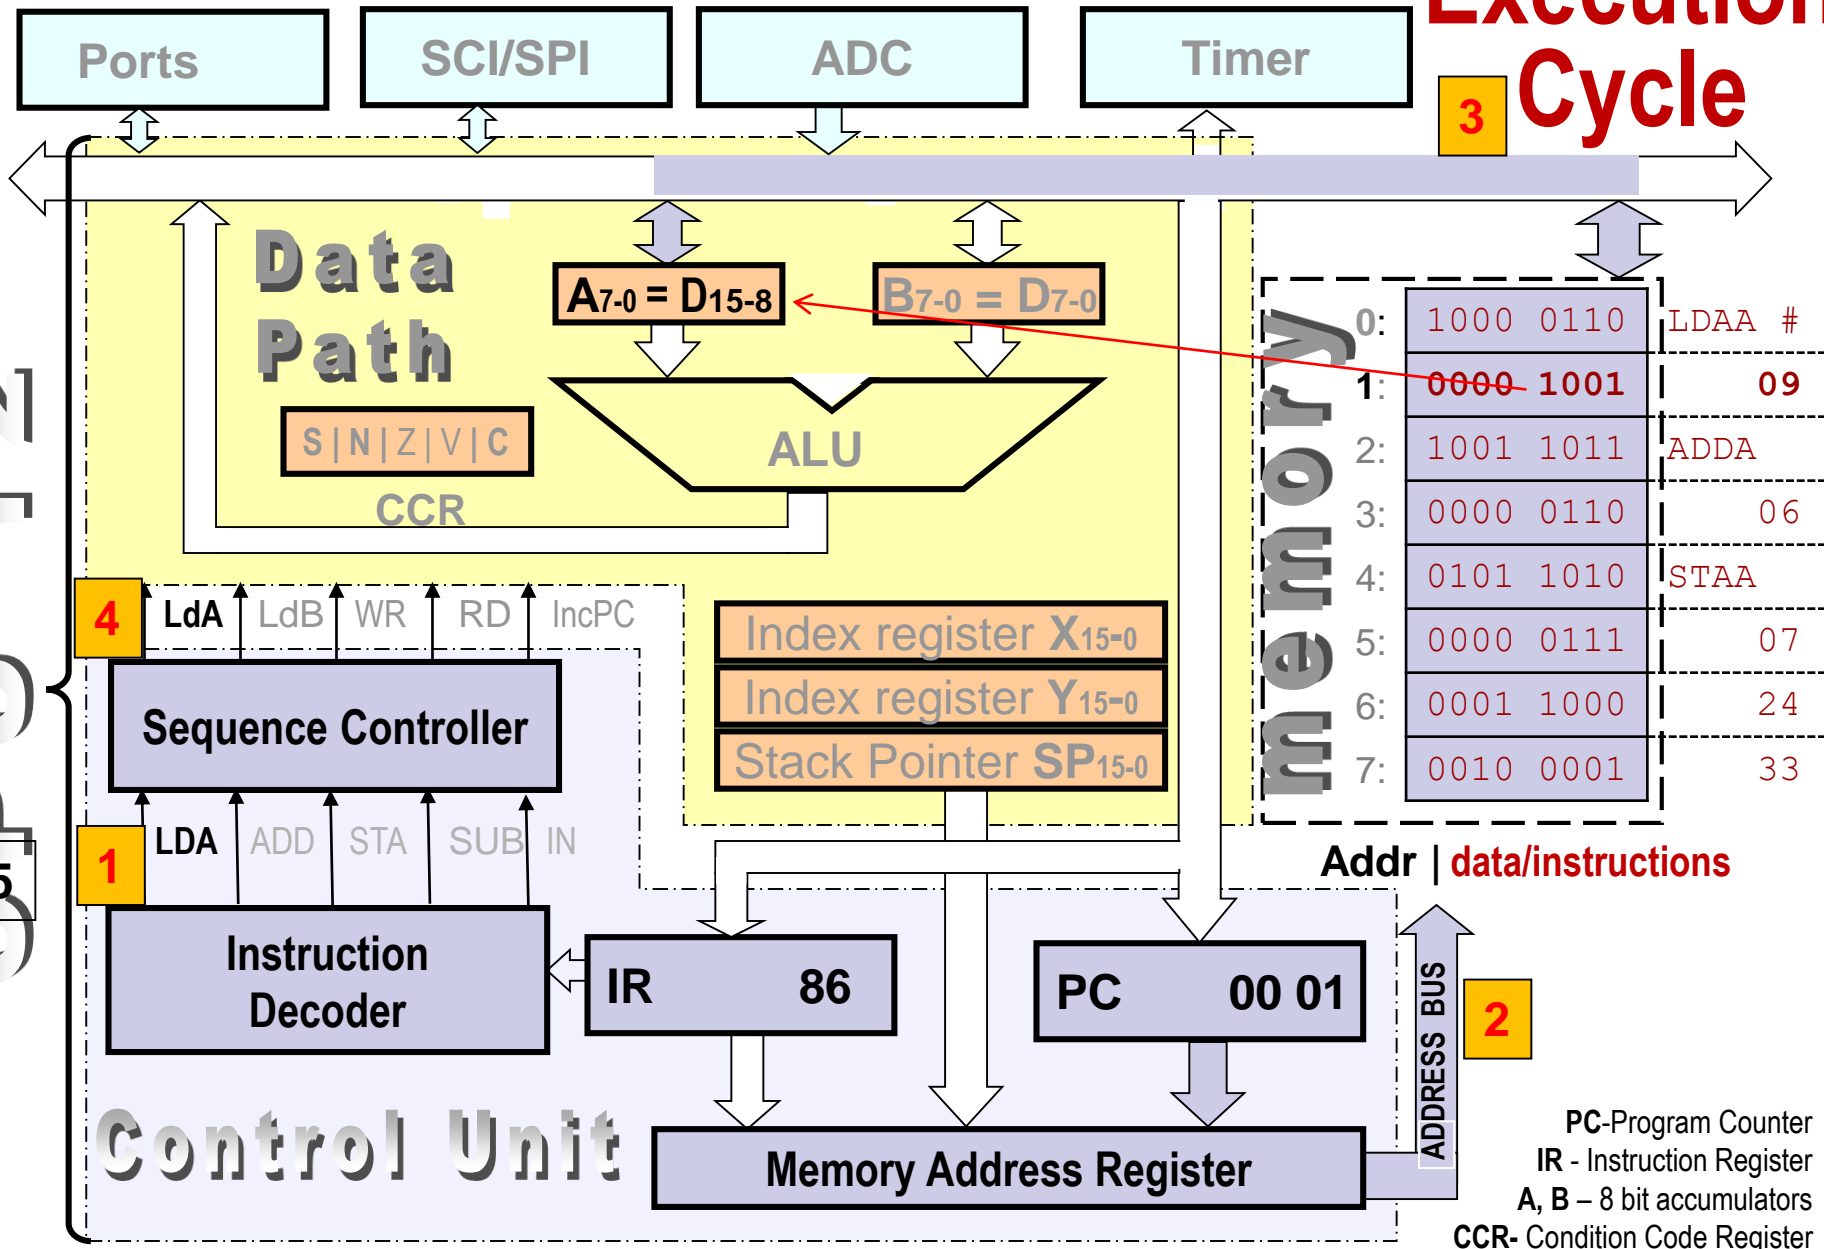 Execution
Cycle
Ports
SCI/SPI
ADC
Timer
3
Data
Path
A7-0 = D15-8
B7-0 = D7-0
S | N | Z | V | C
CCR
ALU
memory
0: 1000 0110 LDAA #
1: 0000 1001 09
2: 1001 1011 ADDA
3: 0000 0110 06
4: 0101 1010 STAA
5: 0000 0111 07
6: 0001 1000 24
7: 0010 0001 33
Addr | data/instructions
4
LdA LdB WR RD IncPC
Sequence Controller
Index register X15-0
Index register Y15-0
Stack Pointer SP15-0
1
LDA ADD STA SUB IN
5
Instruction
Decoder
IR 86
PC 00 01
ADDRESS BUS
2
Control Unit
Memory Address Register
PC-Program Counter
IR - Instruction Register
A, B – 8 bit accumulators
CCR- Condition Code Register